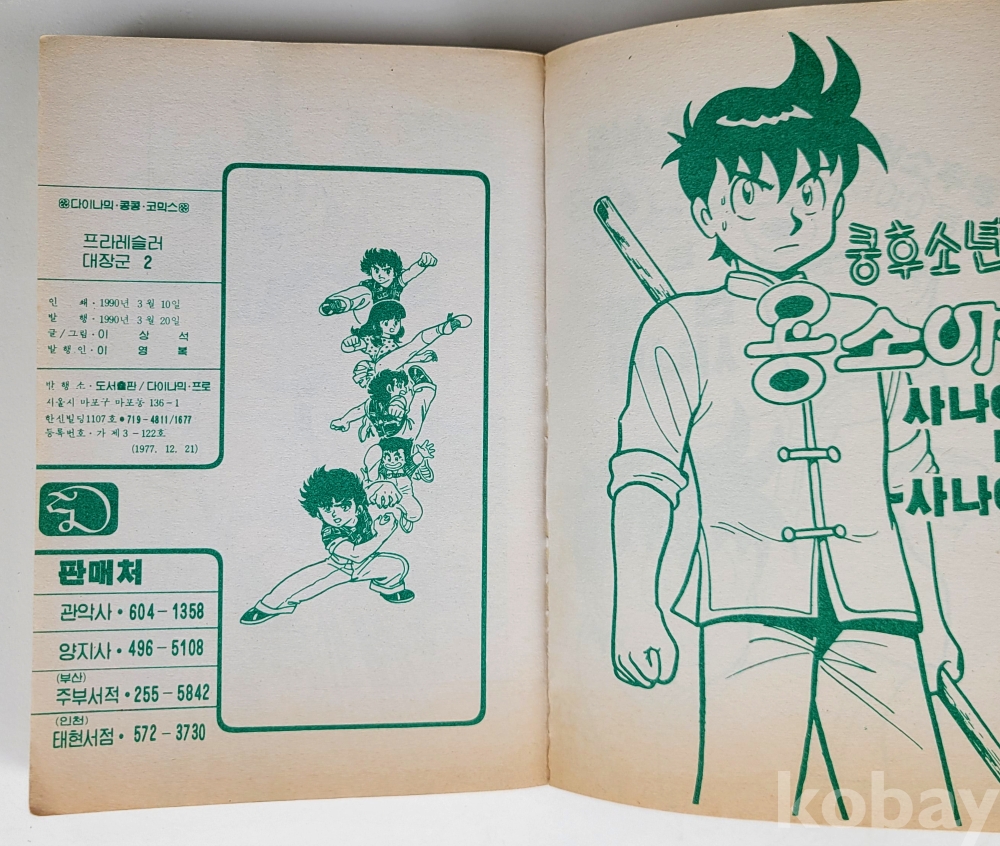 다이나믹·콩콩·코믹스
프라레슬러
대장군 2
인 쇄·1990년 3월 10일
발 행·1990년 3월 20일
글/그림·이 상 석
발행인·이 영 복
발 행 소·도서출판/다이나믹·프로
서울시 마포구 마포동 136-1
한신빌딩1107호●719-4811/1677
등록번호·가 제3-122호
(1977. 12. 21)
판매처
관악사·604-1358
양지사·496-5108
(부산)
주부서적·255-5842
(인천)
태현서점·572-3730
쿵후소년
용소야
사나이
사나이
kobay